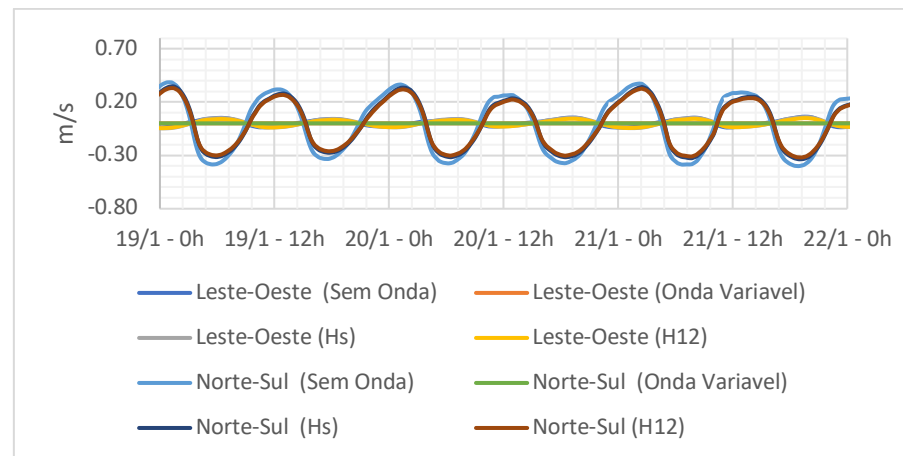 0.70
0.20
-0.30
-0.80
m/s
19/1 - 0h 19/1 - 12h 20/1 - 0h 20/1 - 12h 21/1 - 0h 21/1 - 12h 22/1 - 0h
Leste-Oeste (Sem Onda) Leste-Oeste (Onda Variavel)
Leste-Oeste (Hs) Leste-Oeste (H12)
Norte-Sul (Sem Onda) Norte-Sul (Onda Variavel)
Norte-Sul (Hs) Norte-Sul (H12)